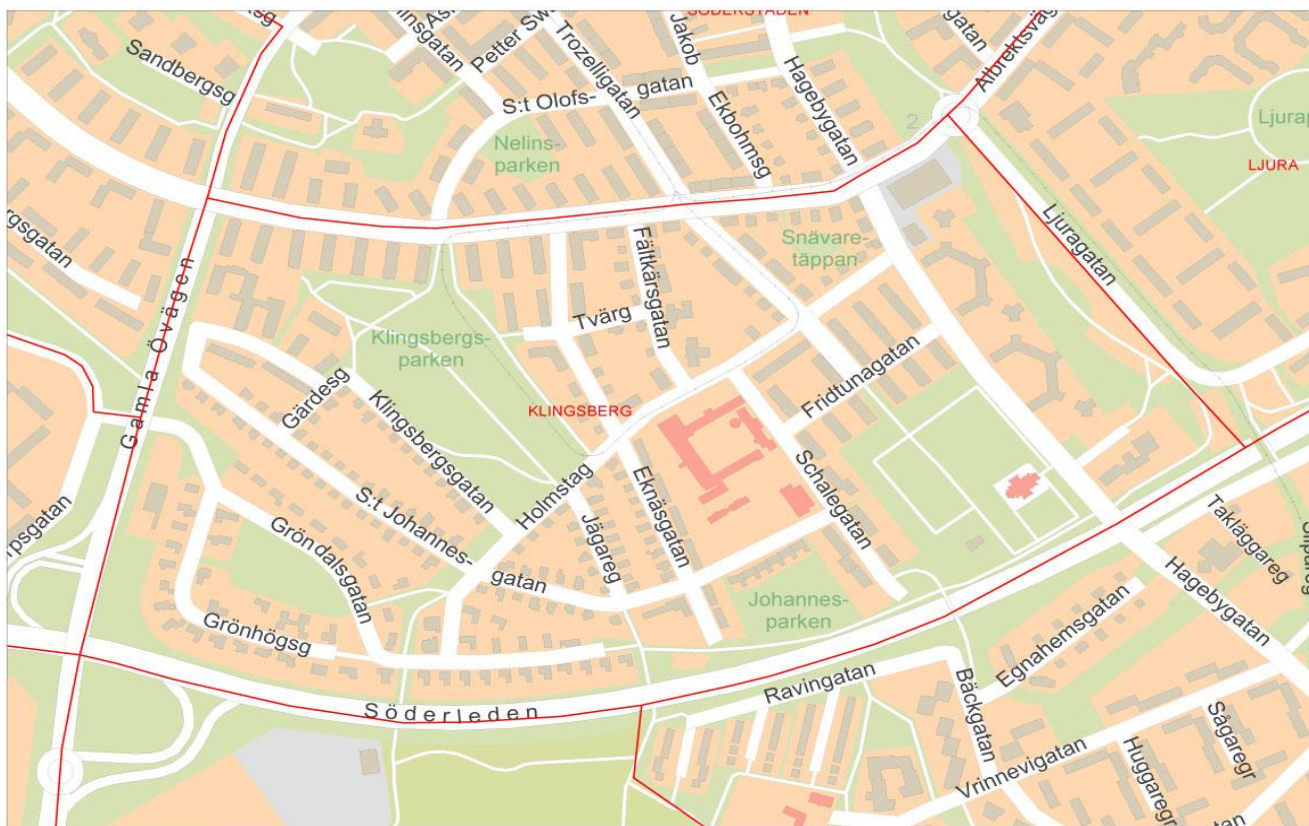 SÖDERSTADEN
Sandbergsg
Petter Sw
Trozelligatan
Jakob
Ekbohmsg
Hagebygatan
Albrektsväg
S:t Olofs-
gatan
Nelins-
parken
2
Ljurap
LJURA
Ljuragatan
Snävare-
täppan
Fältkärsgatan
Tvärg
Gamla Övägen
Klingsbergs-
parken
KLINGSBERG
Gärdesg
Klingsbergsgatan
Fridtunagatan
Holmstag
Eknäsgatan
Schalegatan
S:t Johannes-
gatan
Jägareg
Gröndalsgatan
Grönhögsg
Johannes-
parken
Takläggareg
Hagebygatan
Egnahemsgatan
Söderleden
Ravingatan
Bäckgatan
Vrinnevigatan
Huggaregr
Sågaregr